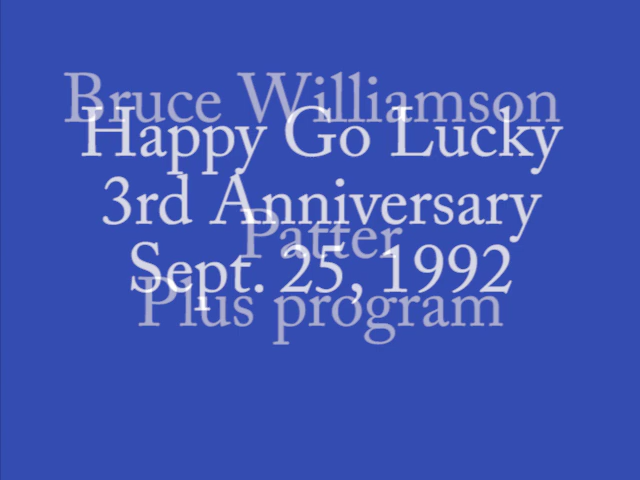 Bruce Williamson
Happy Go Lucky
3rd Anniversary
Patter
Sept. 25, 1992
Plus program